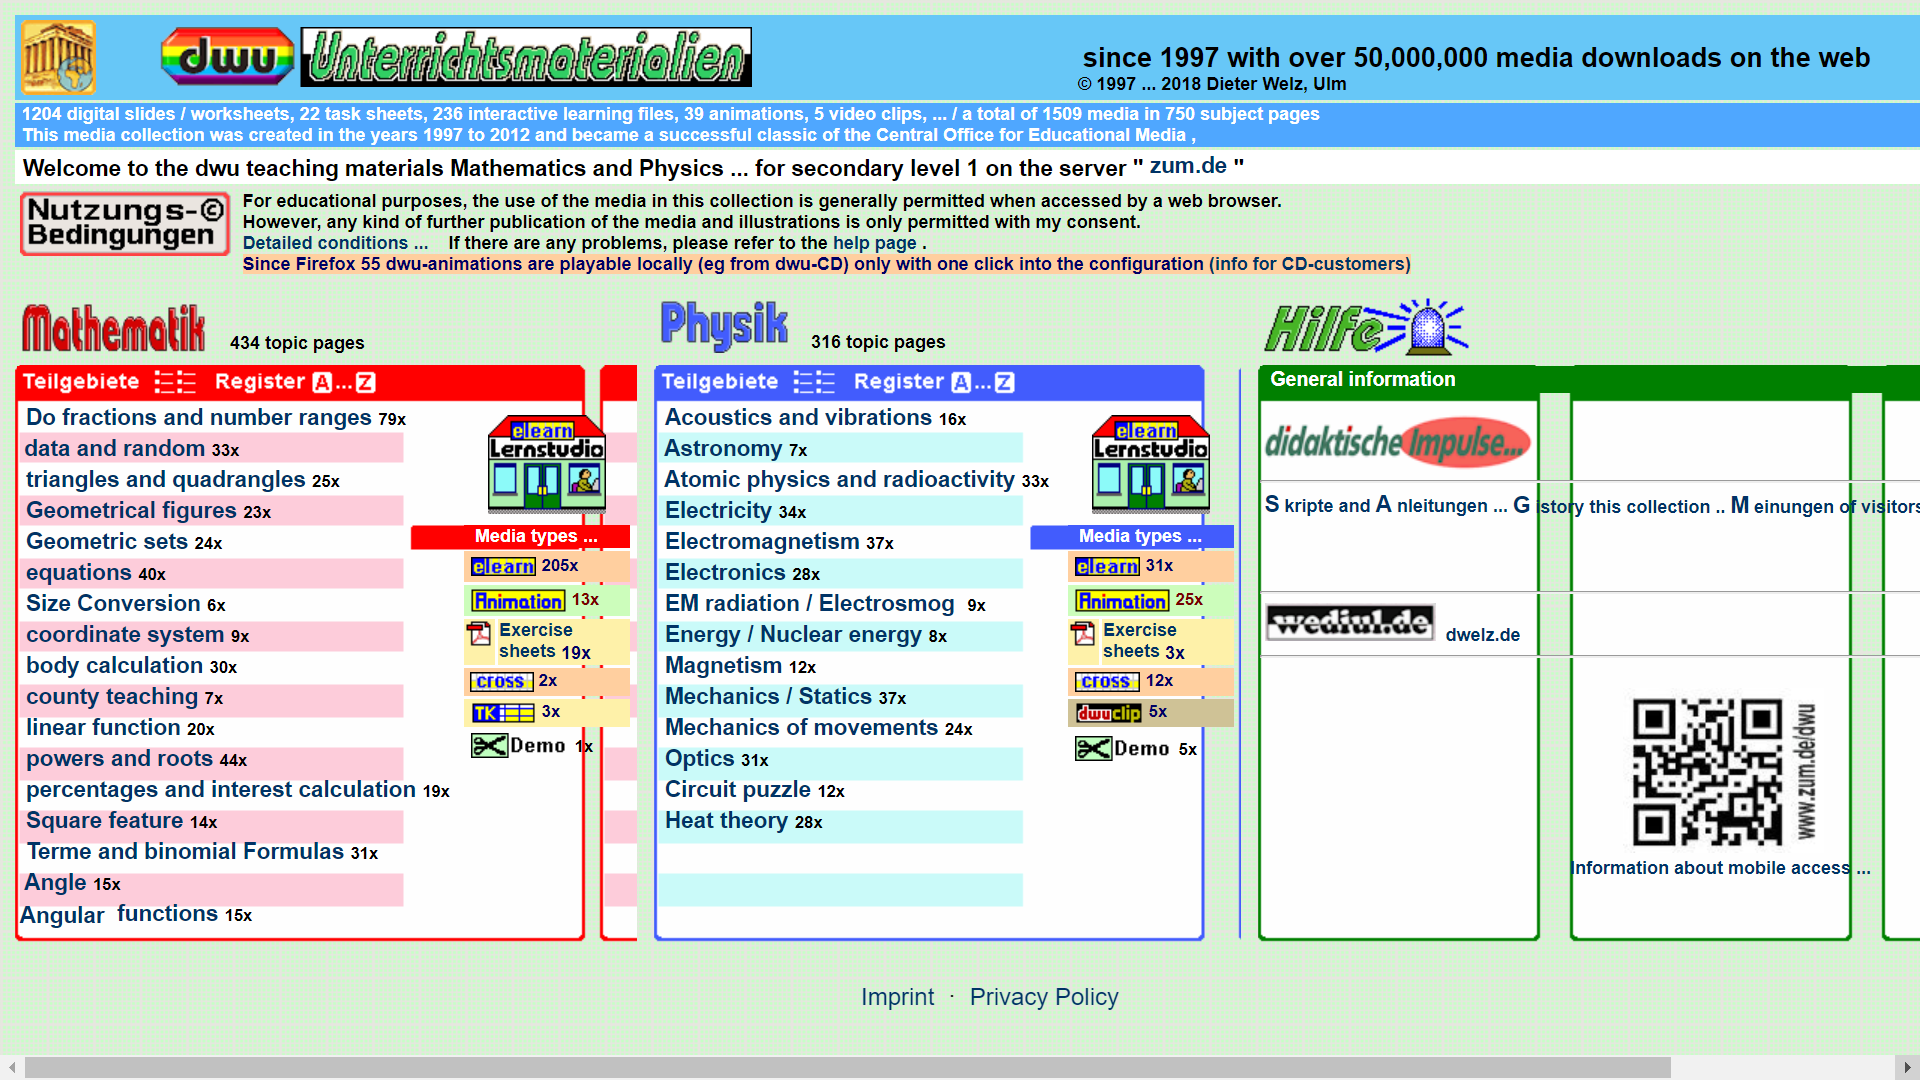 dwu Unterrichtsmaterialien
since 1997 with over 50,000,000 media downloads on the web
© 1997 ... 2018 Dieter Welz, Ulm
1204 digital slides / worksheets, 22 task sheets, 236 interactive learning files, 39 animations, 5 video clips, ... / a total of 1509 media in 750 subject pages
This media collection was created in the years 1997 to 2012 and became a successful classic of the Central Office for Educational Media ,
Welcome to the dwu teaching materials Mathematics and Physics ... for secondary level 1 on the server " zum.de "
Nutzungs-©
Bedingungen
For educational purposes, the use of the media in this collection is generally permitted when accessed by a web browser.
However, any kind of further publication of the media and illustrations is only permitted with my consent.
Detailed conditions ... If there are any problems, please refer to the help page .
Since Firefox 55 dwu-animations are playable locally (eg from dwu-CD) only with one click into the configuration (info for CD-customers)
Mathematik 434 topic pages
Teilgebiete Register A...Z
Do fractions and number ranges 79x
data and random 33x
triangles and quadrangles 25x
Geometrical figures 23x
Geometric sets 24x
equations 40x
Size Conversion 6x
coordinate system 9x
body calculation 30x
county teaching 7x
linear function 20x
powers and roots 44x
percentages and interest calculation 19x
Square feature 14x
Terme and binomial Formulas 31x
Angle 15x
Angular functions 15x
elearn
Lernstudio
Media types ...
elearn 205x
Animation 13x
Exercise
sheets 19x
cross 2x
TK 3x
Demo 1x
Physik 316 topic pages
Teilgebiete Register A...Z
Acoustics and vibrations 16x
Astronomy 7x
Atomic physics and radioactivity 33x
Electricity 34x
Electromagnetism 37x
Electronics 28x
EM radiation / Electrosmog 9x
Energy / Nuclear energy 8x
Magnetism 12x
Mechanics / Statics 37x
Mechanics of movements 24x
Optics 31x
Circuit puzzle 12x
Heat theory 28x
elearn
Lernstudio
Media types ...
elearn 31x
Animation 25x
Exercise
sheets 3x
cross 12x
dwuclip 5x
Demo 5x
Hilfe
General information
didaktische Impulse...
S kripte and A nleitungen ... G istory this collection .. M einungen of visitors
wediul.de dwelz.de
www.zum.de/dwu
Information about mobile access ...
Imprint · Privacy Policy